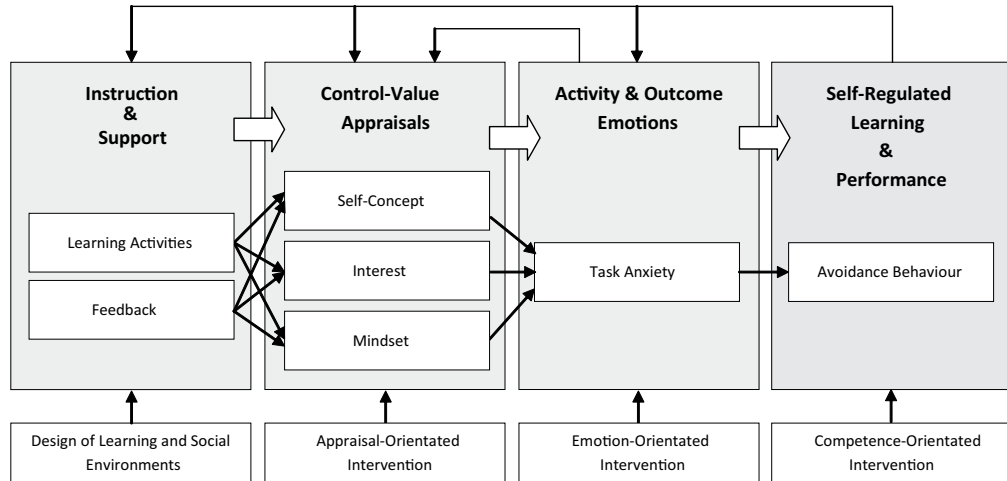 Instruction
&
Support
Control-Value
Appraisals
Activity & Outcome
Emotions
Self-Regulated
Learning
&
Performance
Learning Activities
Feedback
Self-Concept
Interest
Mindset
Task Anxiety
Avoidance Behaviour
Design of Learning and Social
Environments
Appraisal-Orientated
Intervention
Emotion-Orientated
Intervention
Competence-Orientated
Intervention